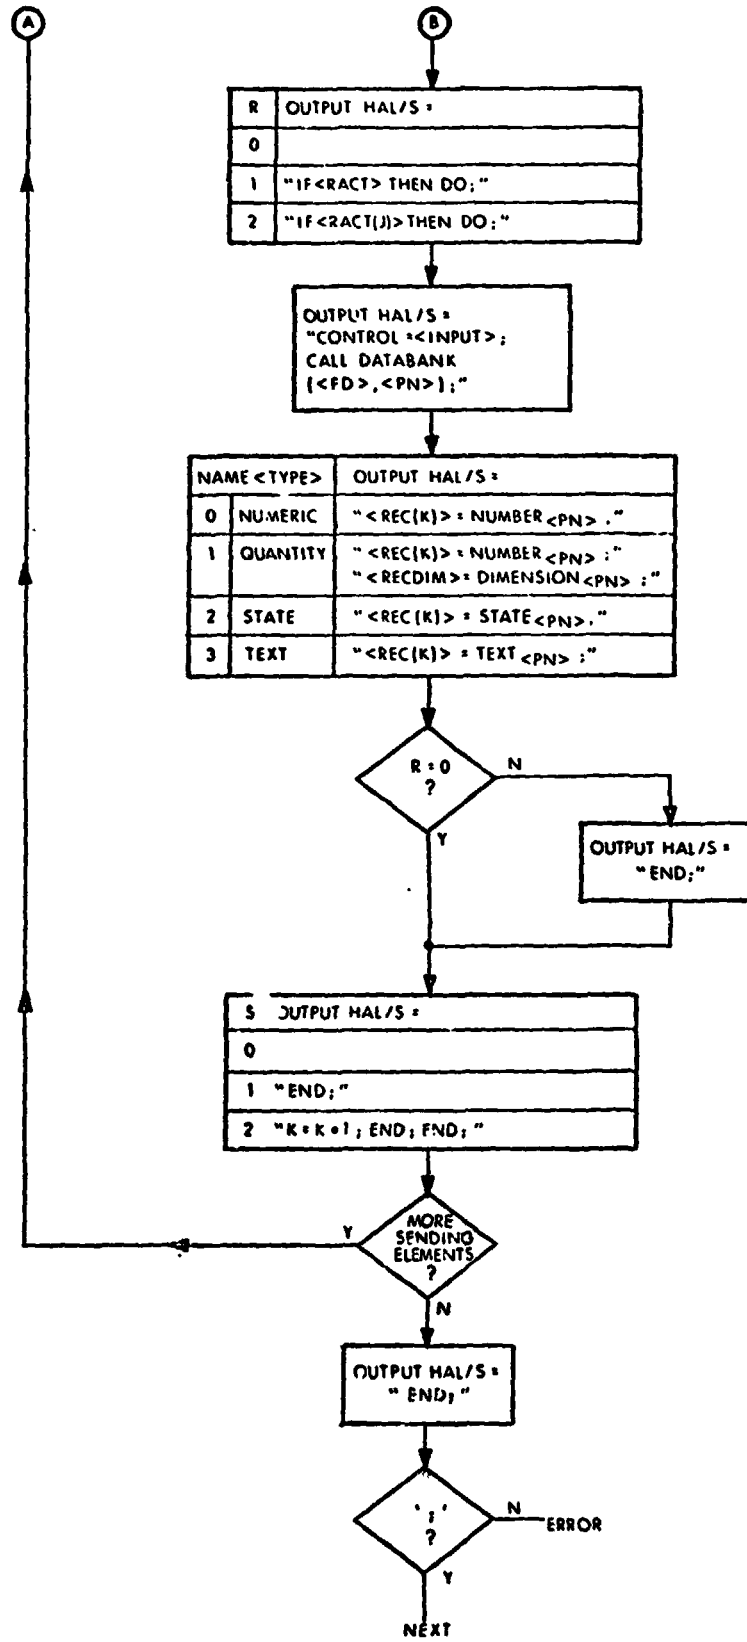 A
B
R OUTPUT HAL/S =
0
1 "IF<RACT> THEN DO;"
2 "IF<RACT(J)>THEN DO;"
OUTPUT HAL/S =
"CONTROL =<INPUT>;
CALL DATABANK
(<FD>,<PN>);"
NAME <TYPE> OUTPUT HAL/S =
0 NUMERIC "<REC(K)> = NUMBER<PN> ."
1 QUANTITY "<REC(K)> = NUMBER<PN> ;"
"<RECDIM>= DIMENSION<PN> ;"
2 STATE "<REC(K)> = STATE<PN>."
3 TEXT "<REC(K)> = TEXT<PN> ;"
R = 0
?
N
Y
OUTPUT HAL/S =
"END;"
S OUTPUT HAL/S =
0
1 "END;"
2 "K = K + 1; END; END;"
MORE
SENDING
ELEMENTS
?
Y
N
OUTPUT HAL/S =
" END;"
' ; '
?
N ERROR
Y
NEXT